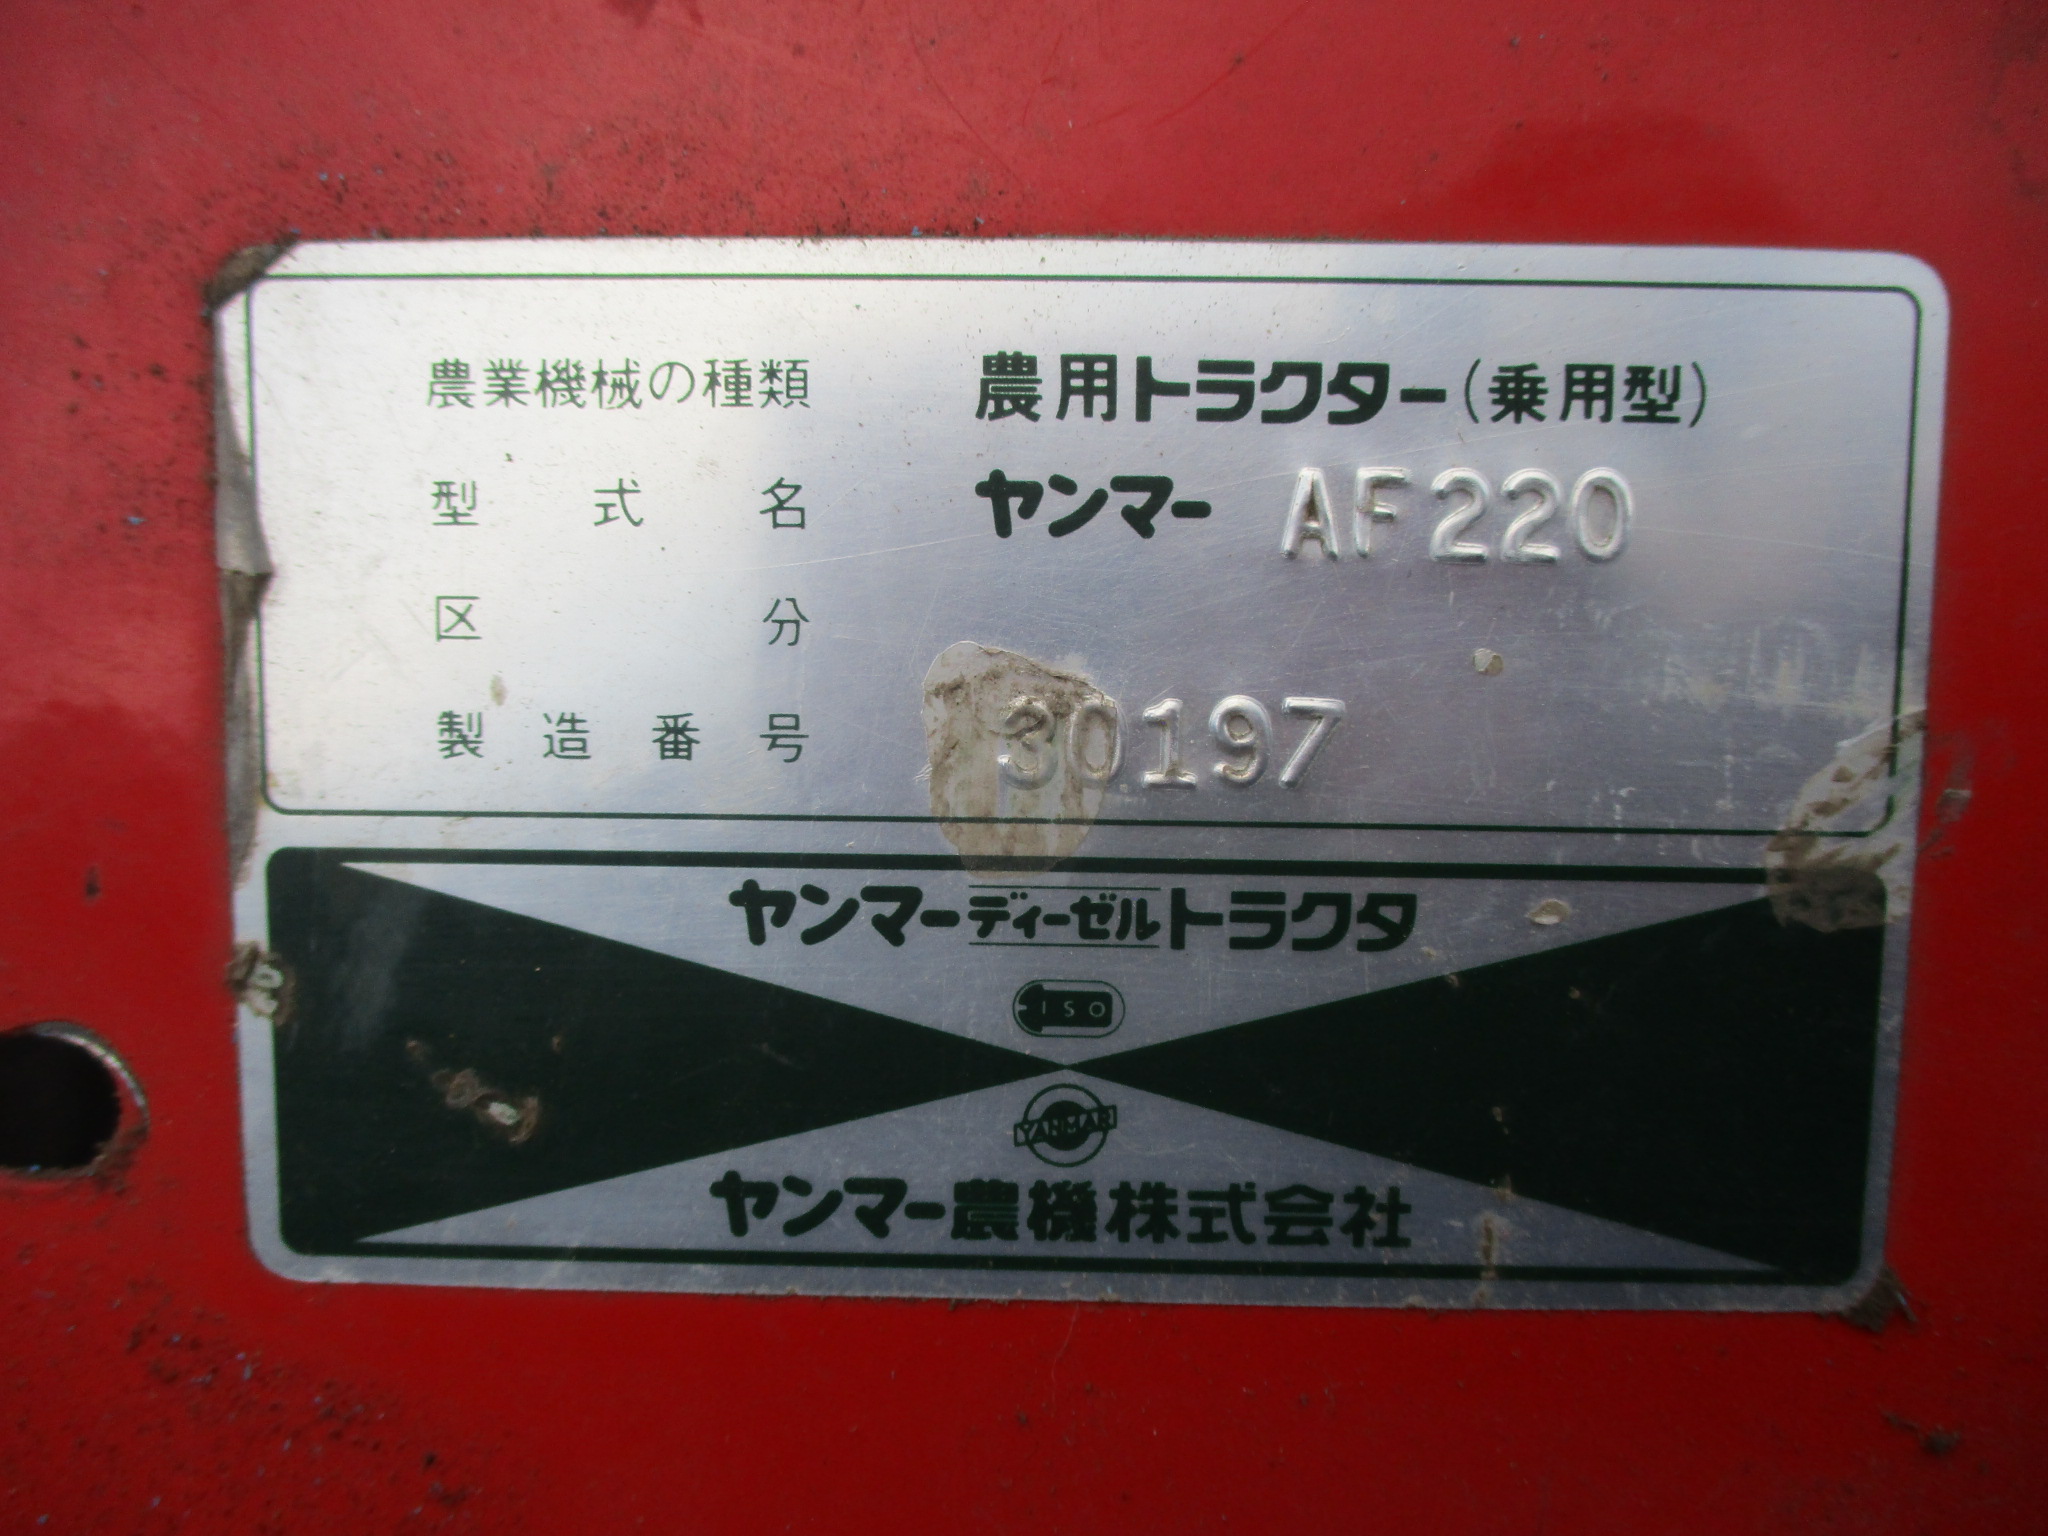 農業機械の種類 農用トラクター(乗用型)
型式名 ヤンマー AF220
区分
製造番号 30197
ヤンマーディーゼルトラクタ
ISO
YANMAR
ヤンマー農機株式会社